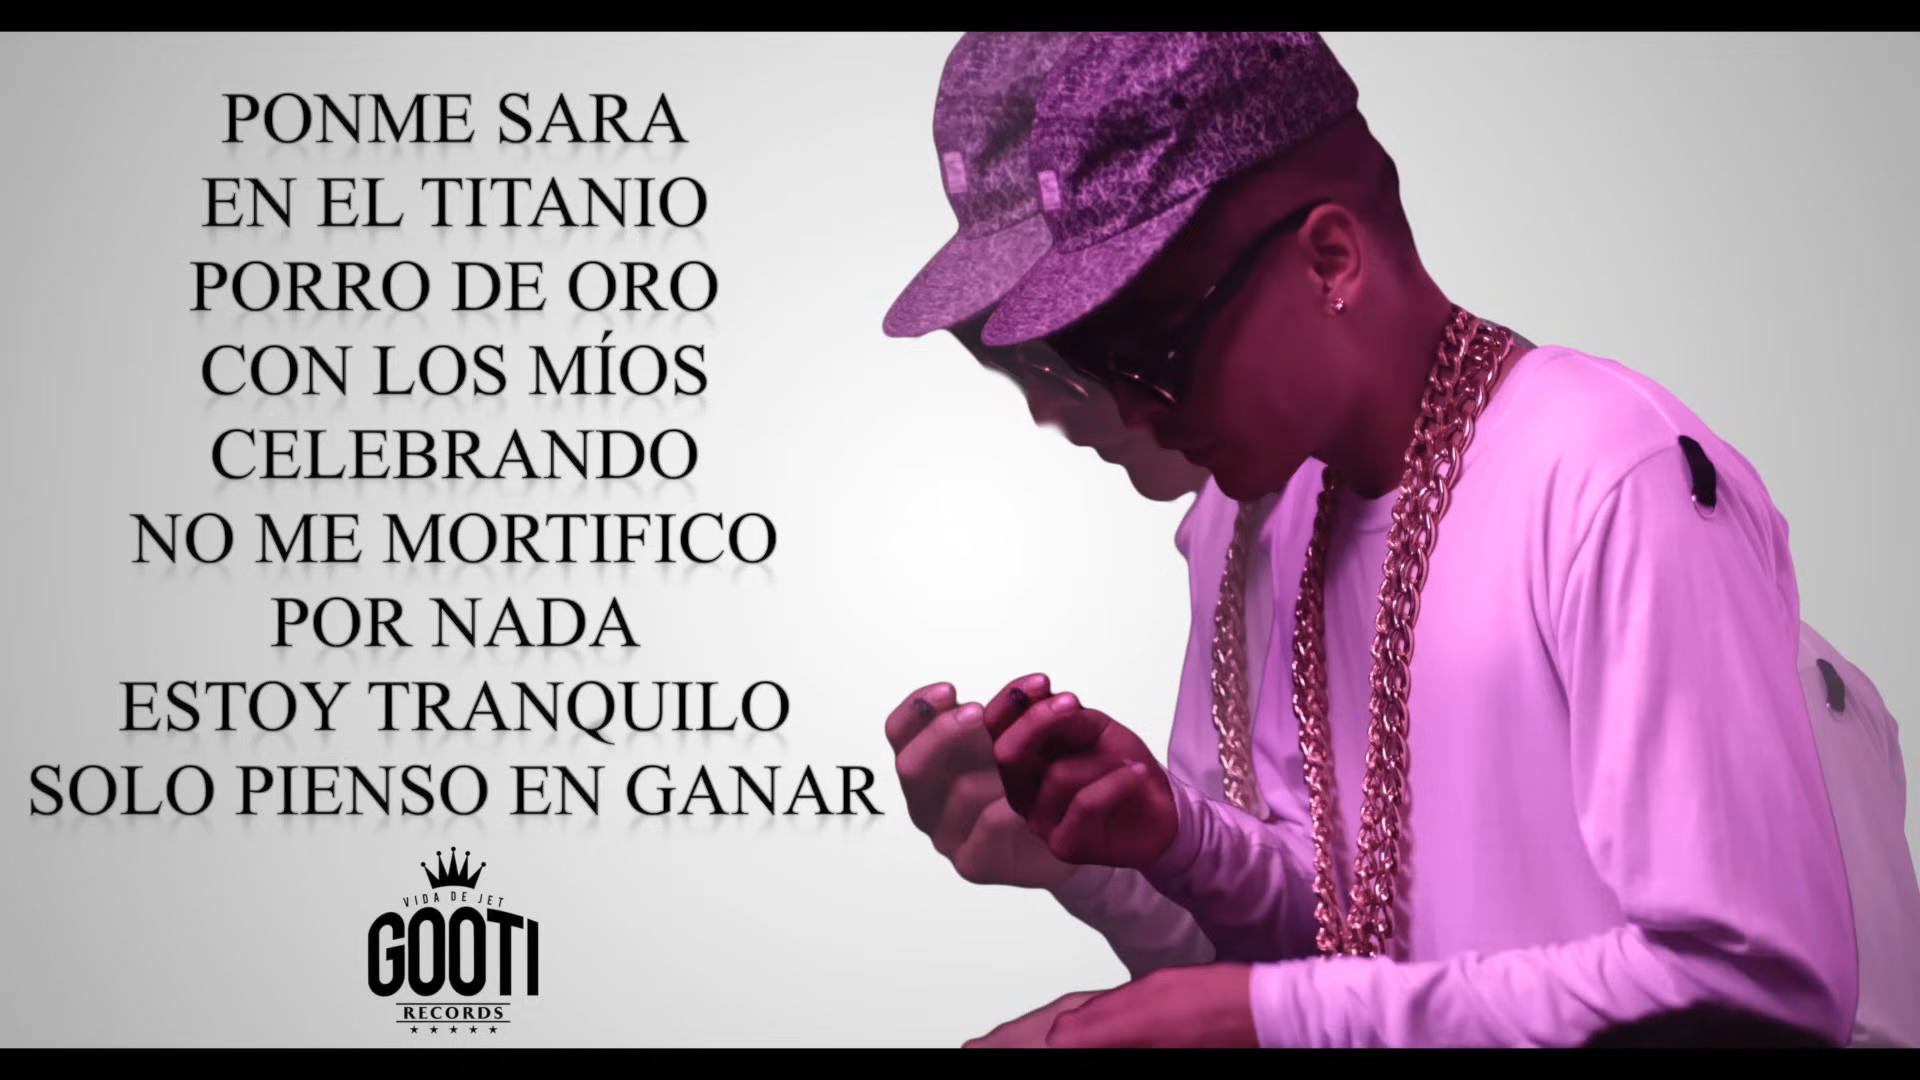 PONME SARA
EN EL TITANIO
PORRO DE ORO
CON LOS MÍOS
CELEBRANDO
NO ME MORTIFICO
POR NADA
ESTOY TRANQUILO
SOLO PIENSO EN GANAR
VIDA DE JET
GOOTI
RECORDS